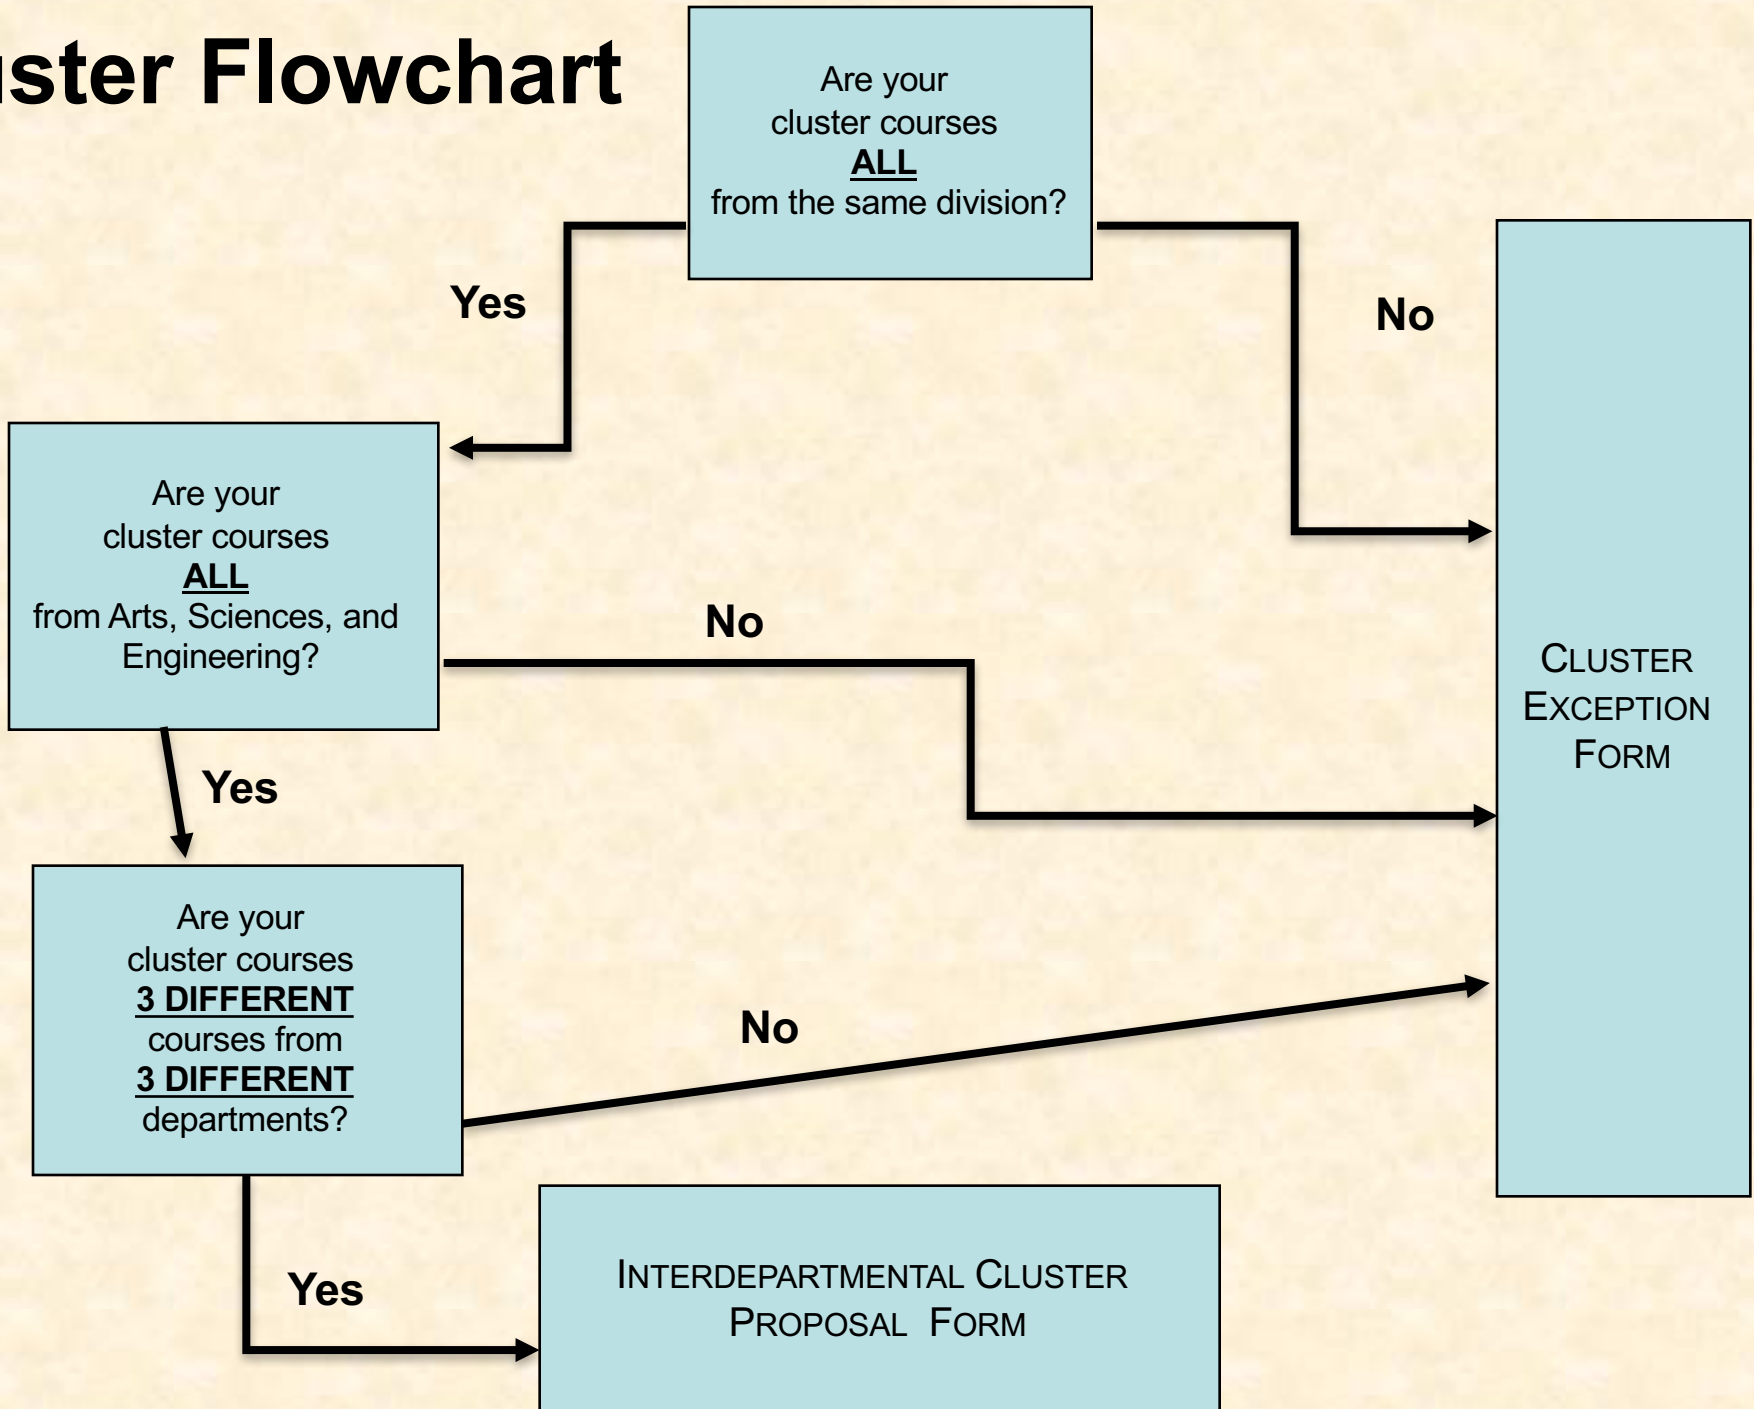 uster Flowchart
Are your
cluster courses
ALL
from the same division?
Yes
No
Are your
cluster courses
ALL
from Arts, Sciences, and
Engineering?
No
CLUSTER
EXCEPTION
FORM
Yes
Are your
cluster courses
3 DIFFERENT
courses from
3 DIFFERENT
departments?
No
Yes
INTERDEPARTMENTAL CLUSTER
PROPOSAL FORM